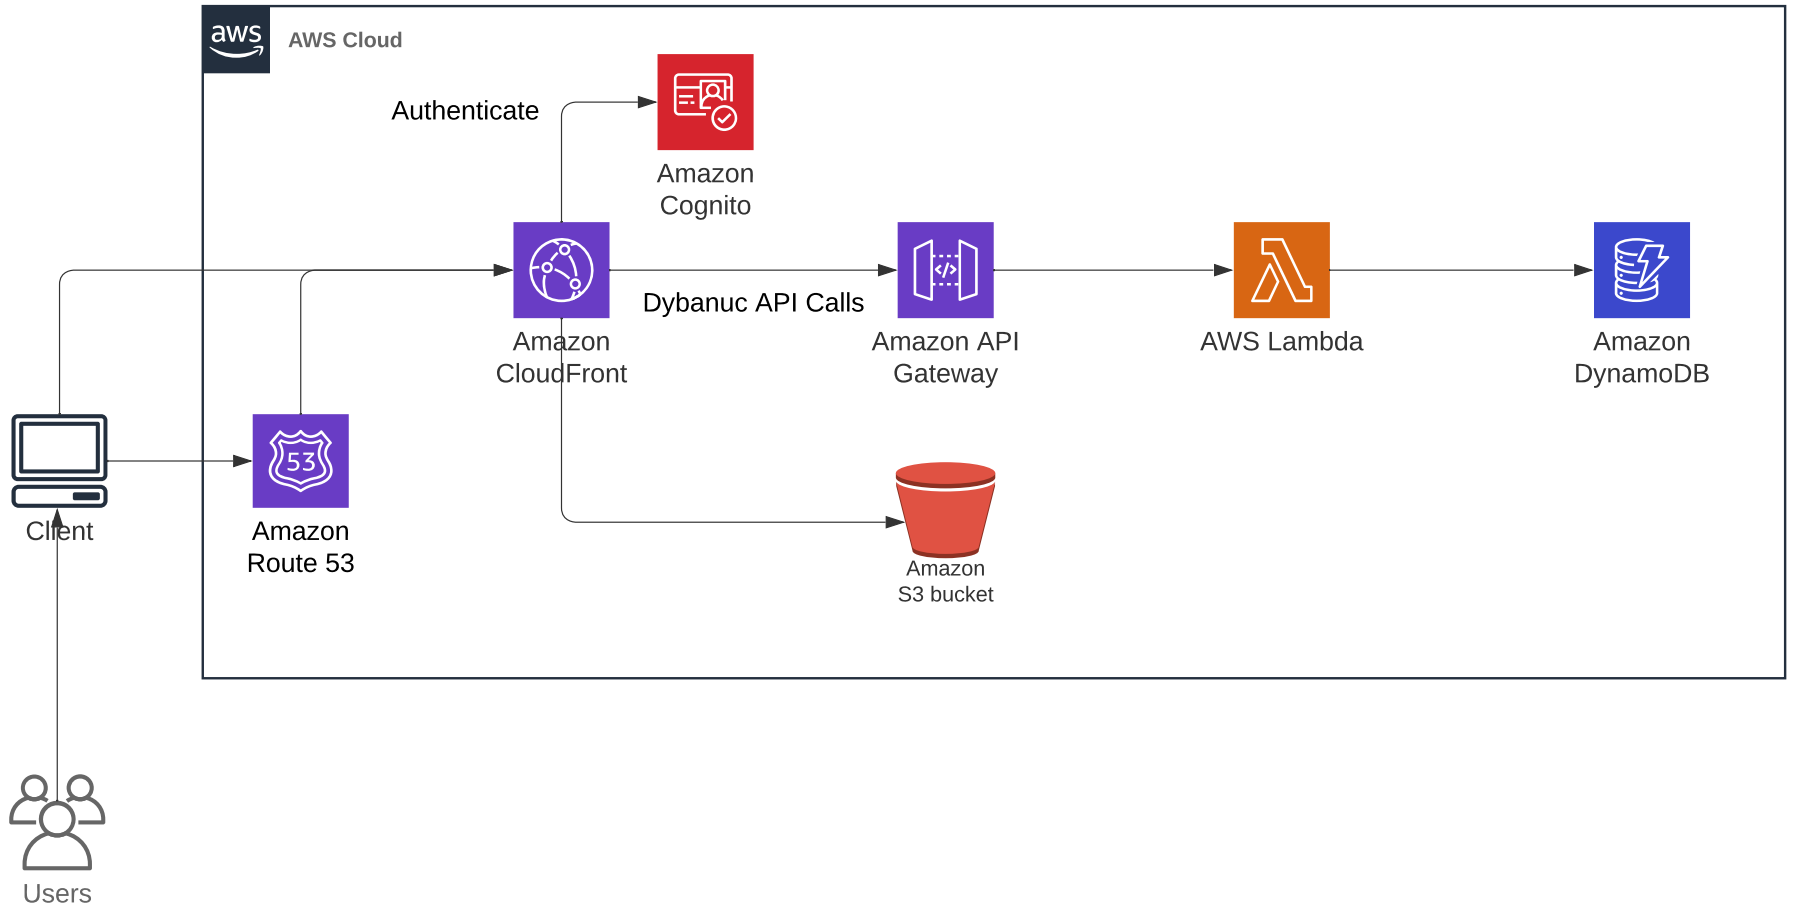 aws
AWS Cloud
Authenticate
Amazon
Cognito
Dybanuc API Calls
Amazon
CloudFront
Amazon API
Gateway
AWS Lambda
Amazon
DynamoDB
53
Client
Amazon
Route 53
Amazon
S3 bucket
Users